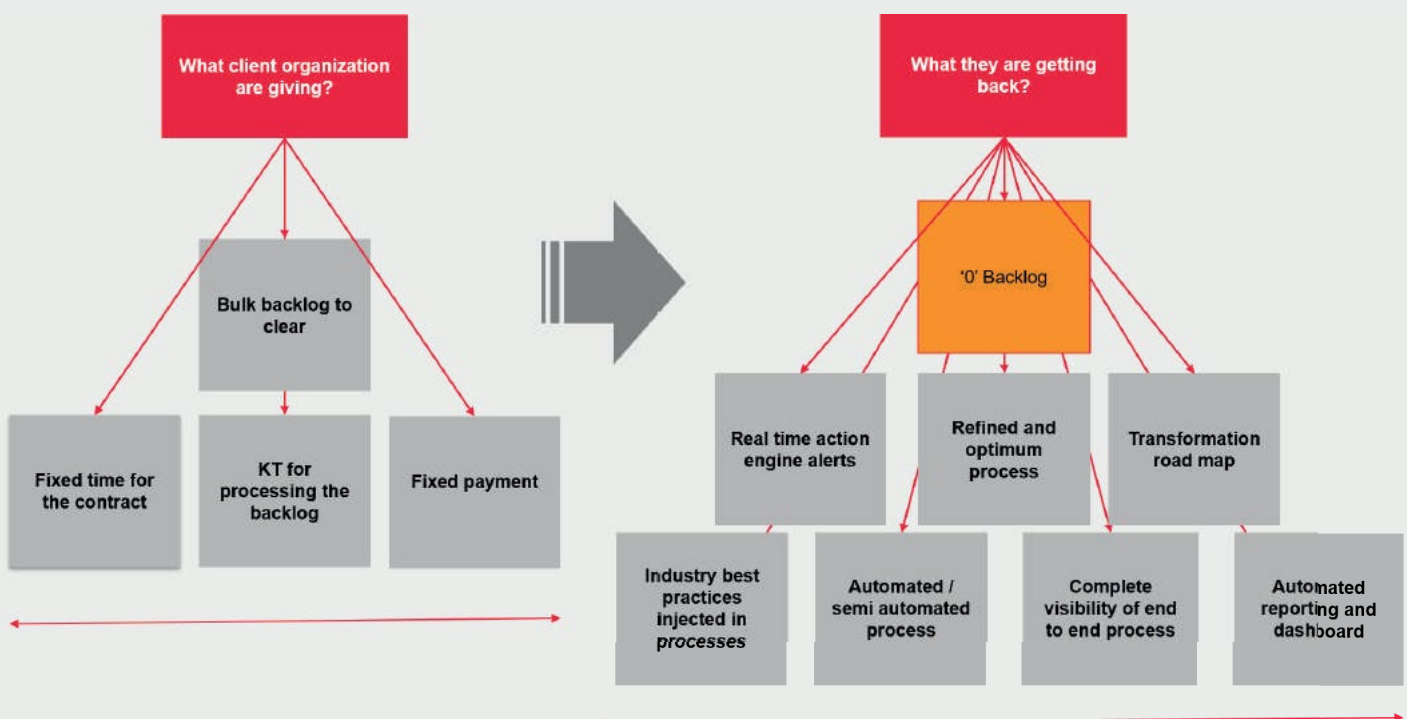 What client organization
are giving?
Bulk backlog to
clear
Fixed time for
the contract
KT for
processing the
backlog
Fixed payment
What they are getting
back?
‘0’ Backlog
Real time action
engine alerts
Refined and
optimum
process
Transformation
road map
Industry best
practices
injected in
processes
Automated /
semi automated
process
Complete
visibility of end
to end process
Automated
reporting and
dashboard